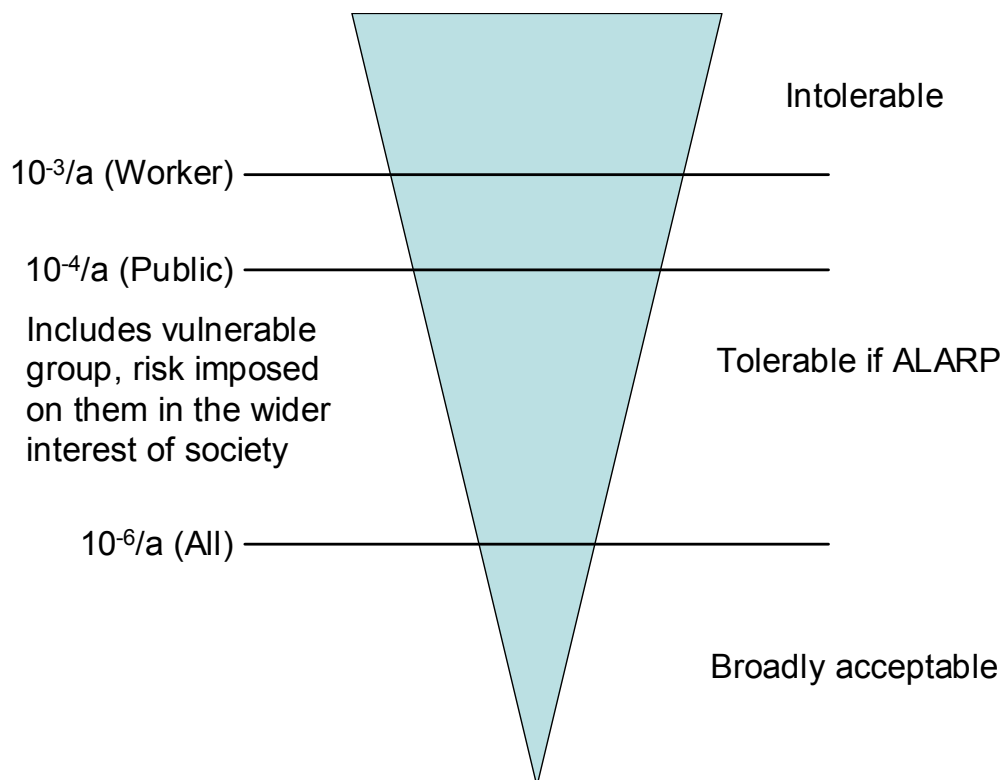 Intolerable
10⁻³/a (Worker)
10⁻⁴/a (Public)
Includes vulnerable
group, risk imposed
on them in the wider
interest of society
Tolerable if ALARP
10⁻⁶/a (All)
Broadly acceptable